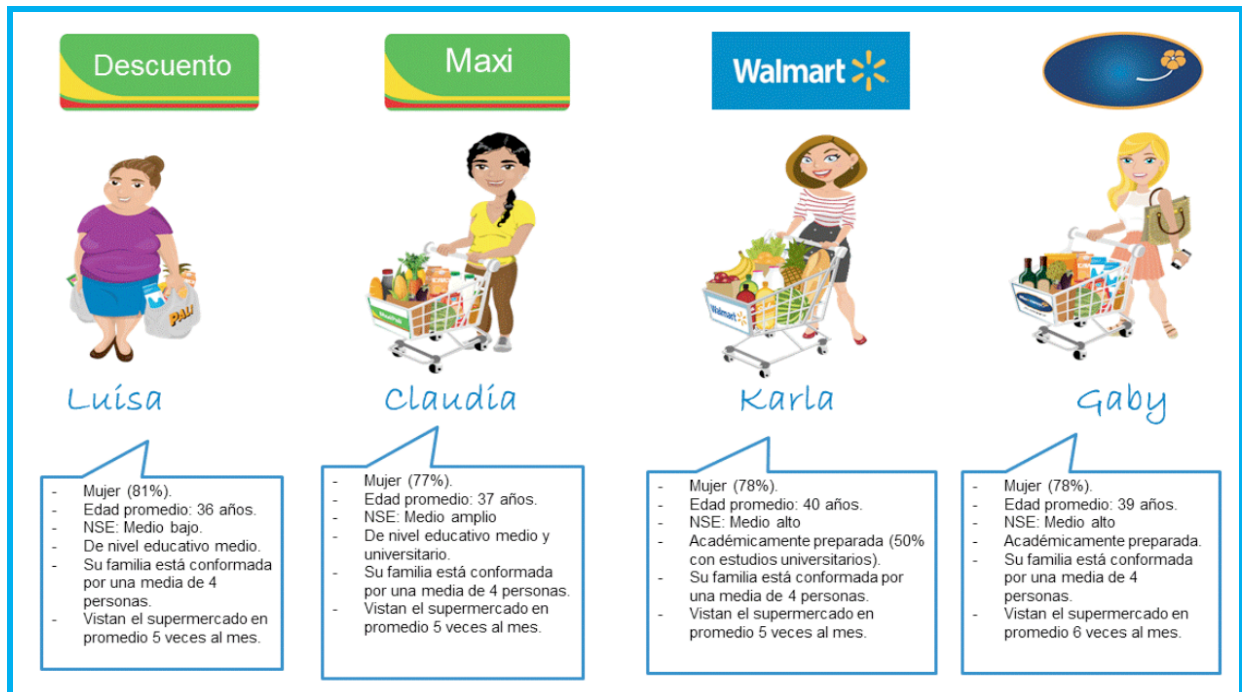 Descuento
Maxi
Walmart
PALI
MaxiPali
Walmart
Luisa
Claudia
Karla
Gaby
- Mujer (81%).
- Edad promedio: 36 años.
- NSE: Medio bajo.
- De nivel educativo medio.
- Su familia está conformada
por una media de 4
personas.
- Vistan el supermercado en
promedio 5 veces al mes.
- Mujer (77%).
- Edad promedio: 37 años.
- NSE: Medio amplio
- De nivel educativo medio y
universitario.
- Su familia está conformada
por una media de 4 personas.
- Vistan el supermercado en
promedio 5 veces al mes.
- Mujer (78%).
- Edad promedio: 40 años.
- NSE: Medio alto
- Académicamente preparada (50%
con estudios universitarios).
- Su familia está conformada por
una media de 4 personas.
- Vistan el supermercado en
promedio 5 veces al mes.
- Mujer (78%).
- Edad promedio: 39 años.
- NSE: Medio alto
- Académicamente preparada.
- Su familia está conformada
por una media de 4
personas.
- Vistan el supermercado en
promedio 6 veces al mes.